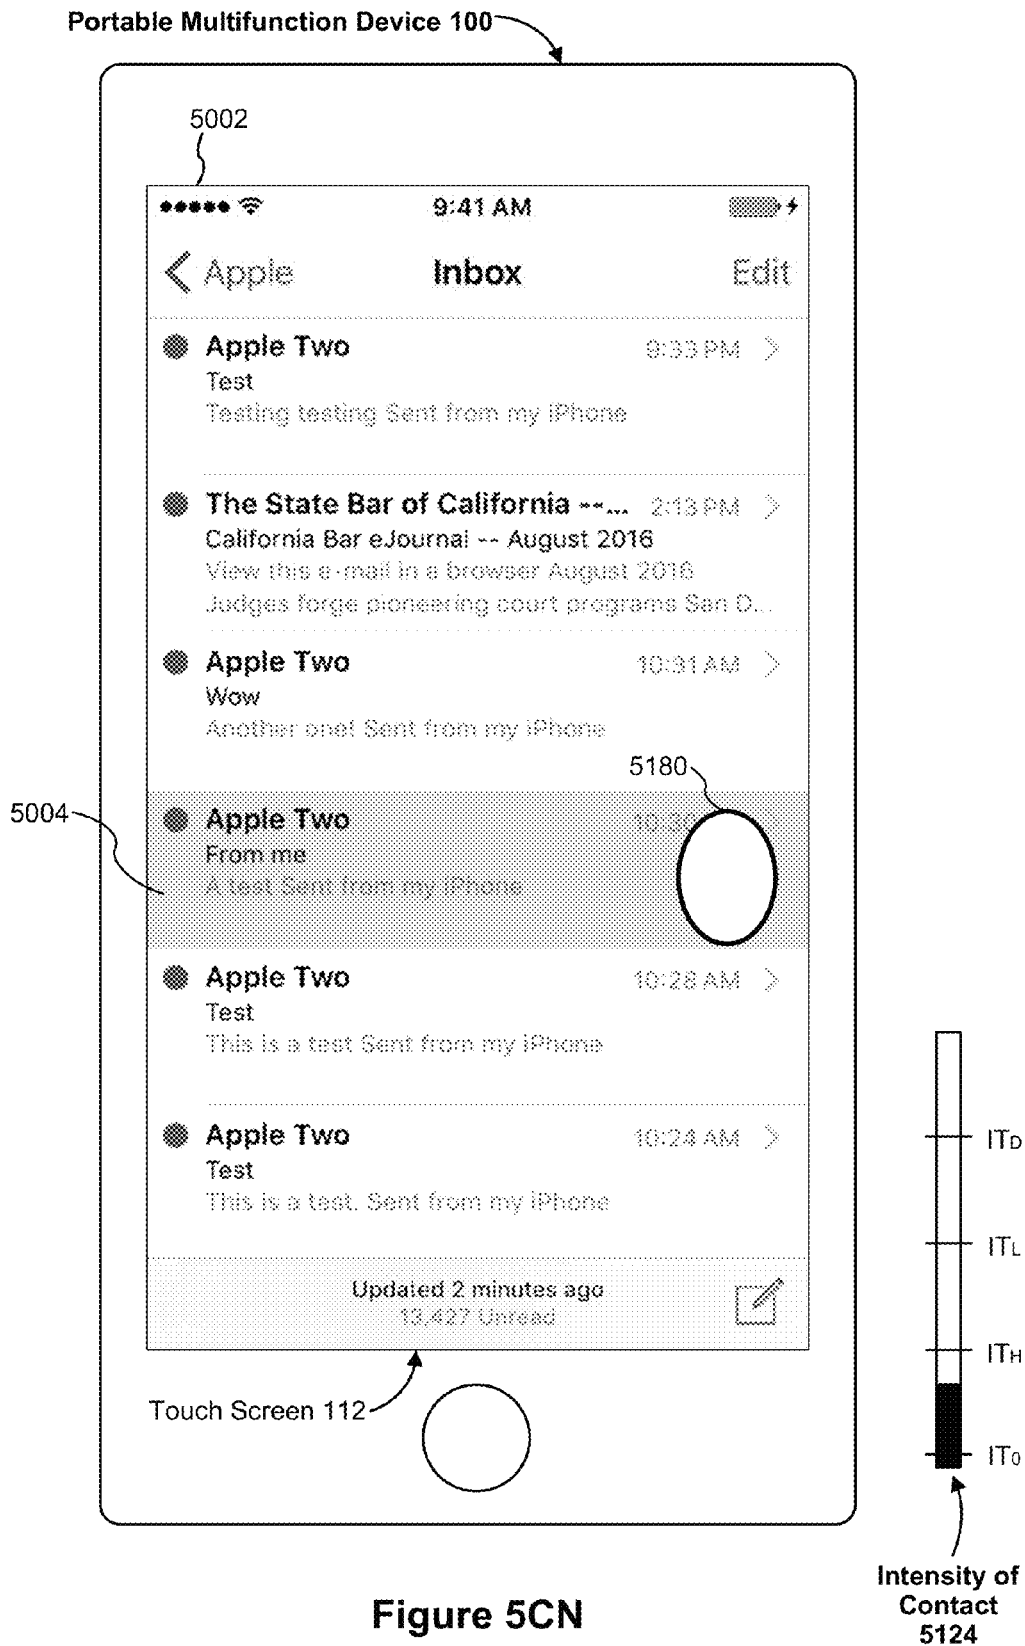 Portable Multifunction Device 100
5002
9:41 AM
Apple Inbox Edit
Apple Two 9:33 PM
Test
Testing testing Sent from my iPhone
The State Bar of California --... 2:13 PM
California Bar eJournal -- August 2016
View this e-mail in a browser August 2016
Judges forge pioneering court programs San D...
Apple Two 10:31 AM
Wow
Another one! Sent from my iPhone
5180
5004
Apple Two
From me
A test Sent from my iPhone
Apple Two 10:28 AM
Test
This is a test Sent from my iPhone
Apple Two 10:24 AM
Test
This is a test. Sent from my iPhone
Updated 2 minutes ago
13,427 Unread
Touch Screen 112
ITD
ITL
ITH
IT0
Intensity of
Contact
5124
Figure 5CN